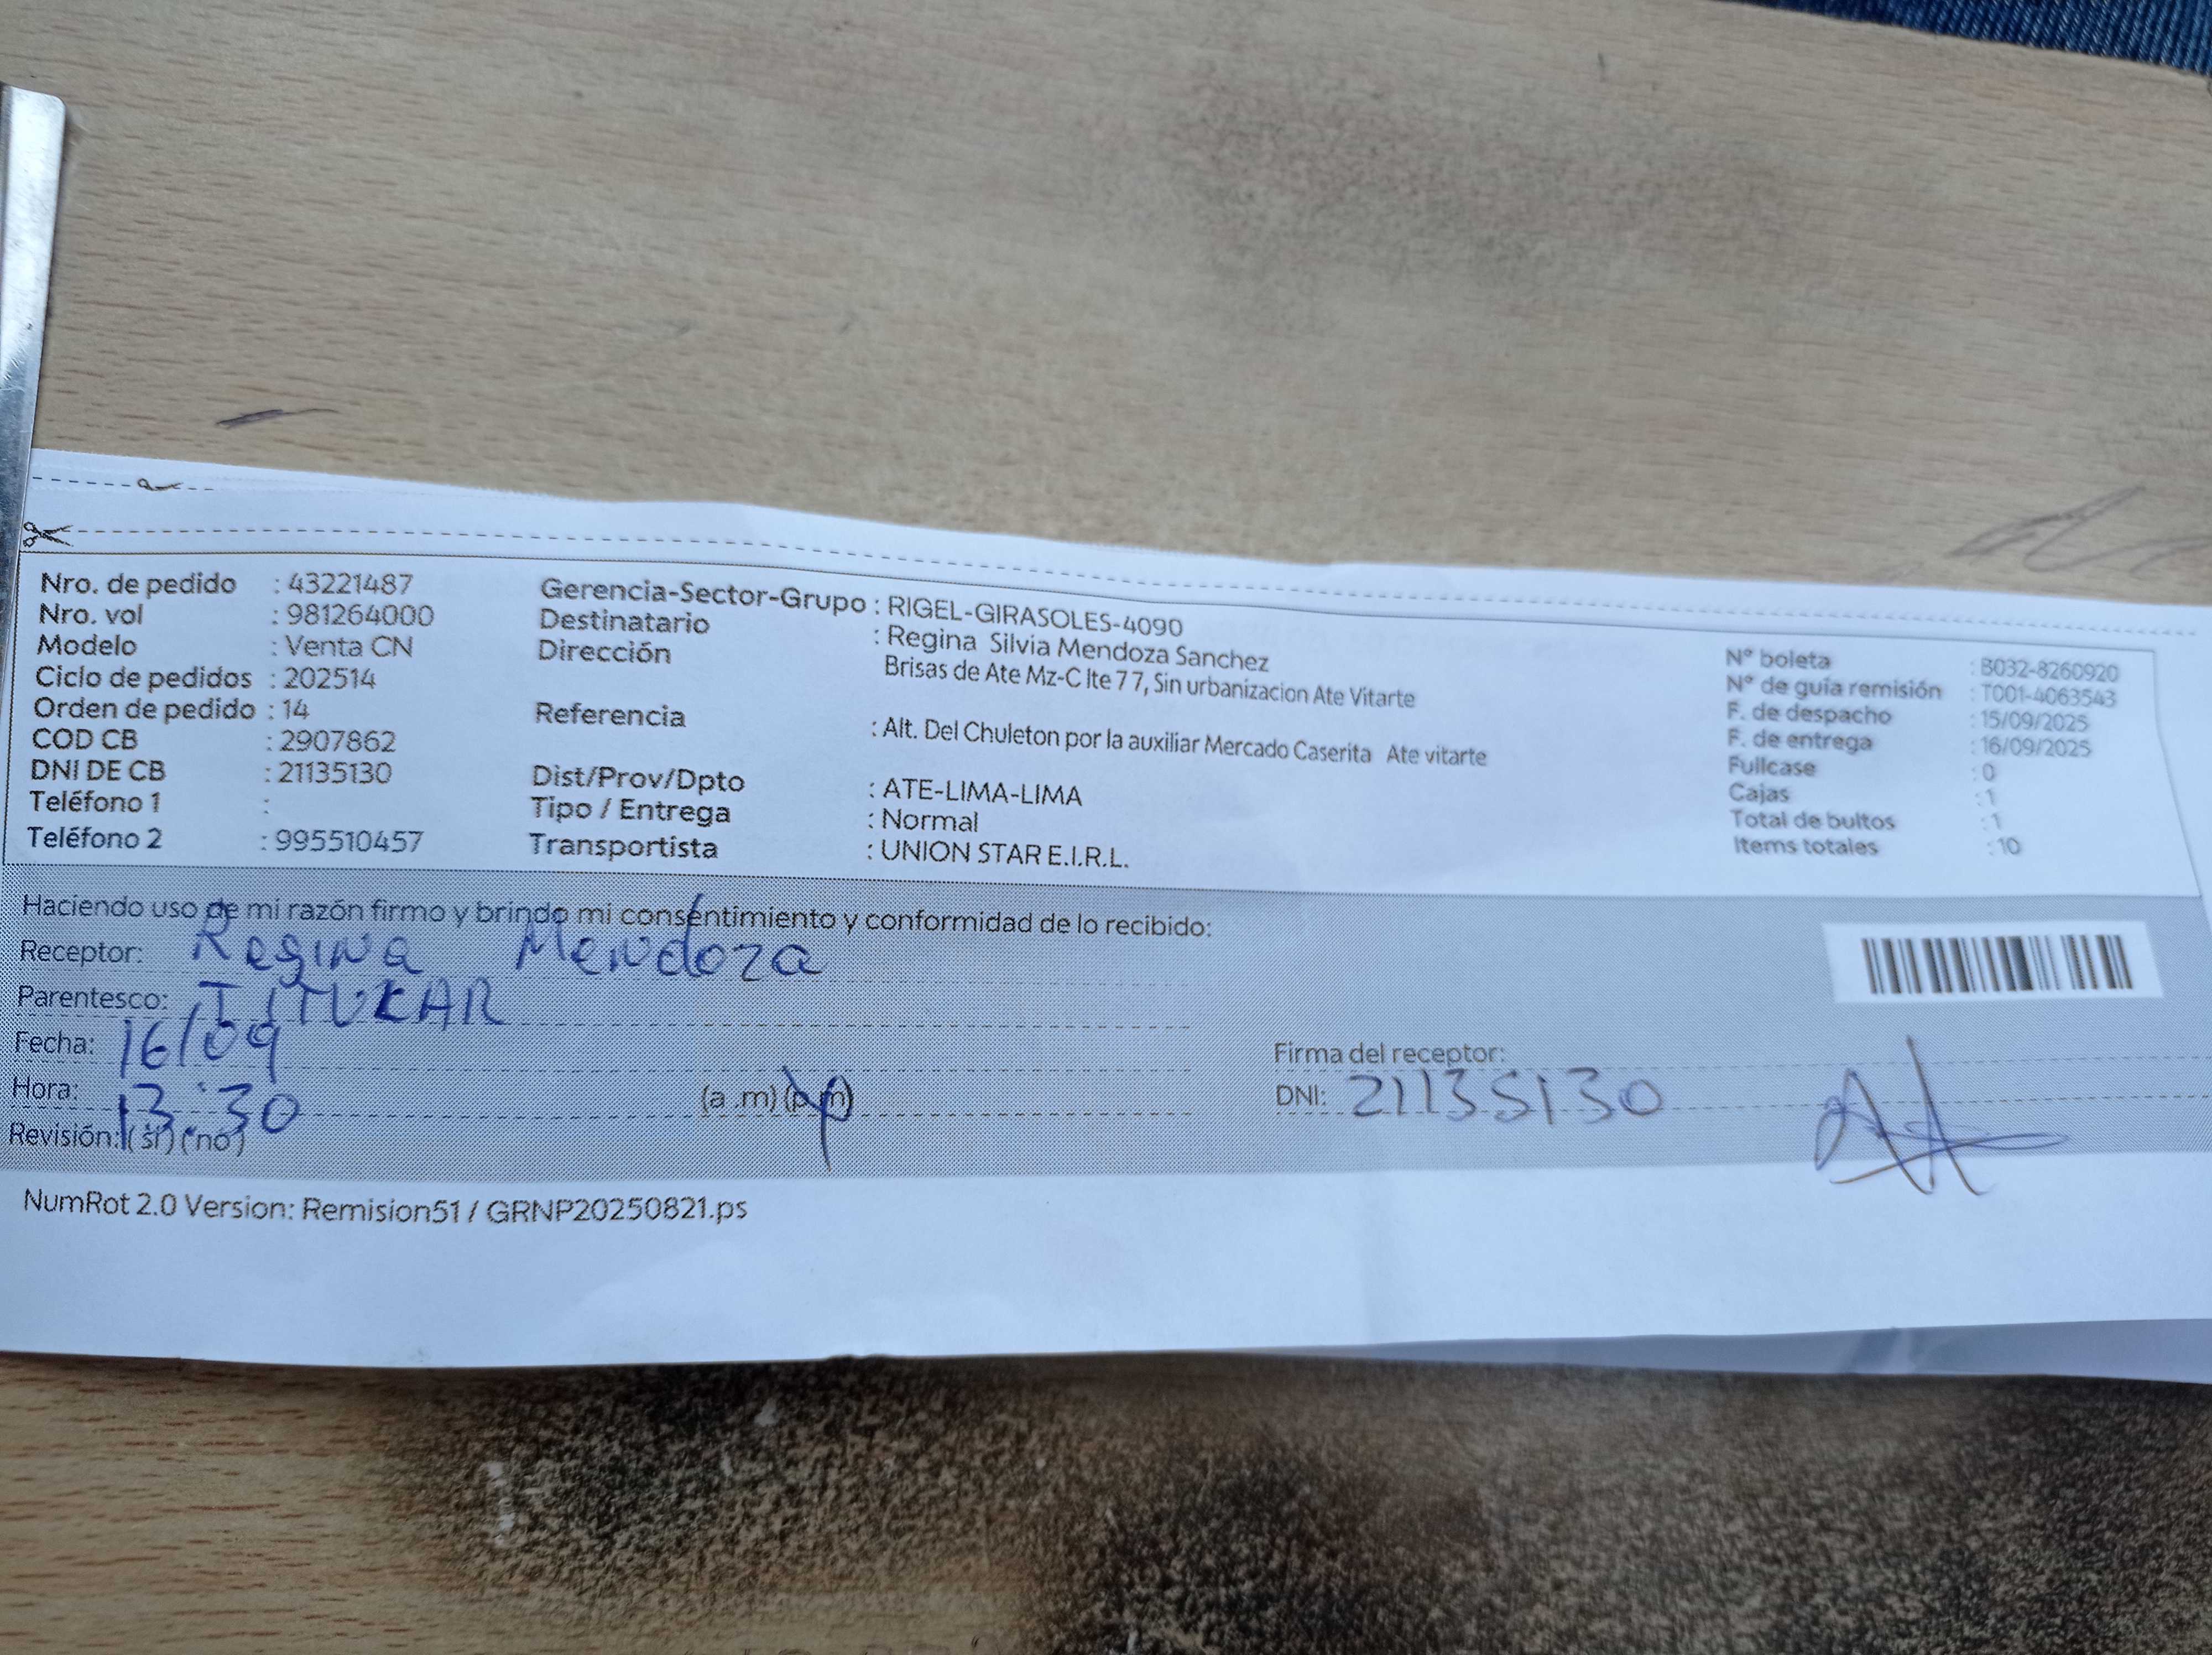 Nro. de pedido : 43221487
Nro. vol : 981264000
Modelo : Venta CN
Ciclo de pedidos : 202514
Orden de pedido : 14
COD CB : 2907862
DNI DE CB : 21135130
Teléfono 1 :
Teléfono 2 : 995510457
Gerencia-Sector-Grupo : RIGEL-GIRASOLES-4090
Destinatario : Regina Silvia Mendoza Sanchez
Dirección Brisas de Ate Mz-C lte 77, Sin urbanizacion Ate Vitarte
Referencia : Alt. Del Chuleton por la auxiliar Mercado Caserita Ate vitarte
Dist/Prov/Dpto : ATE-LIMA-LIMA
Tipo / Entrega : Normal
Transportista : UNION STAR E.I.R.L.
N° boleta : B032-8260920
N° de guía remisión : T001-4063543
F. de despacho : 15/09/2025
F. de entrega : 16/09/2025
Fullcase : 0
Cajas : 1
Total de bultos : 1
Items totales : 10
Haciendo uso de mi razón firmo y brindo mi consentimiento y conformidad de lo recibido:
Receptor: Regina Mendoza
Parentesco: TITULAR
Fecha: 16/09
Hora: 13:30 (a.m) (p.m)
Revisión: (si) (no)
Firma del receptor:
DNI: 21135130
NumRot 2.0 Version: Remision51 / GRNP20250821.ps